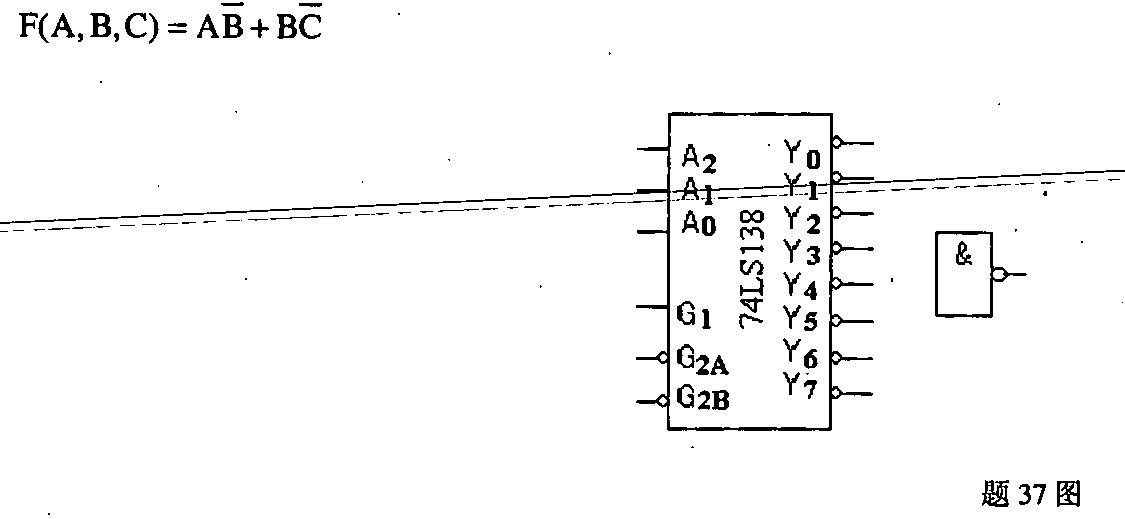 F(A, B, C) = AB̅ + BC̅
A2 Y0
A1 Y1
A0 Y2
Y3
Y4
G1 Y5
G2A Y6
G2B Y7
74LS138
&
题 37 图